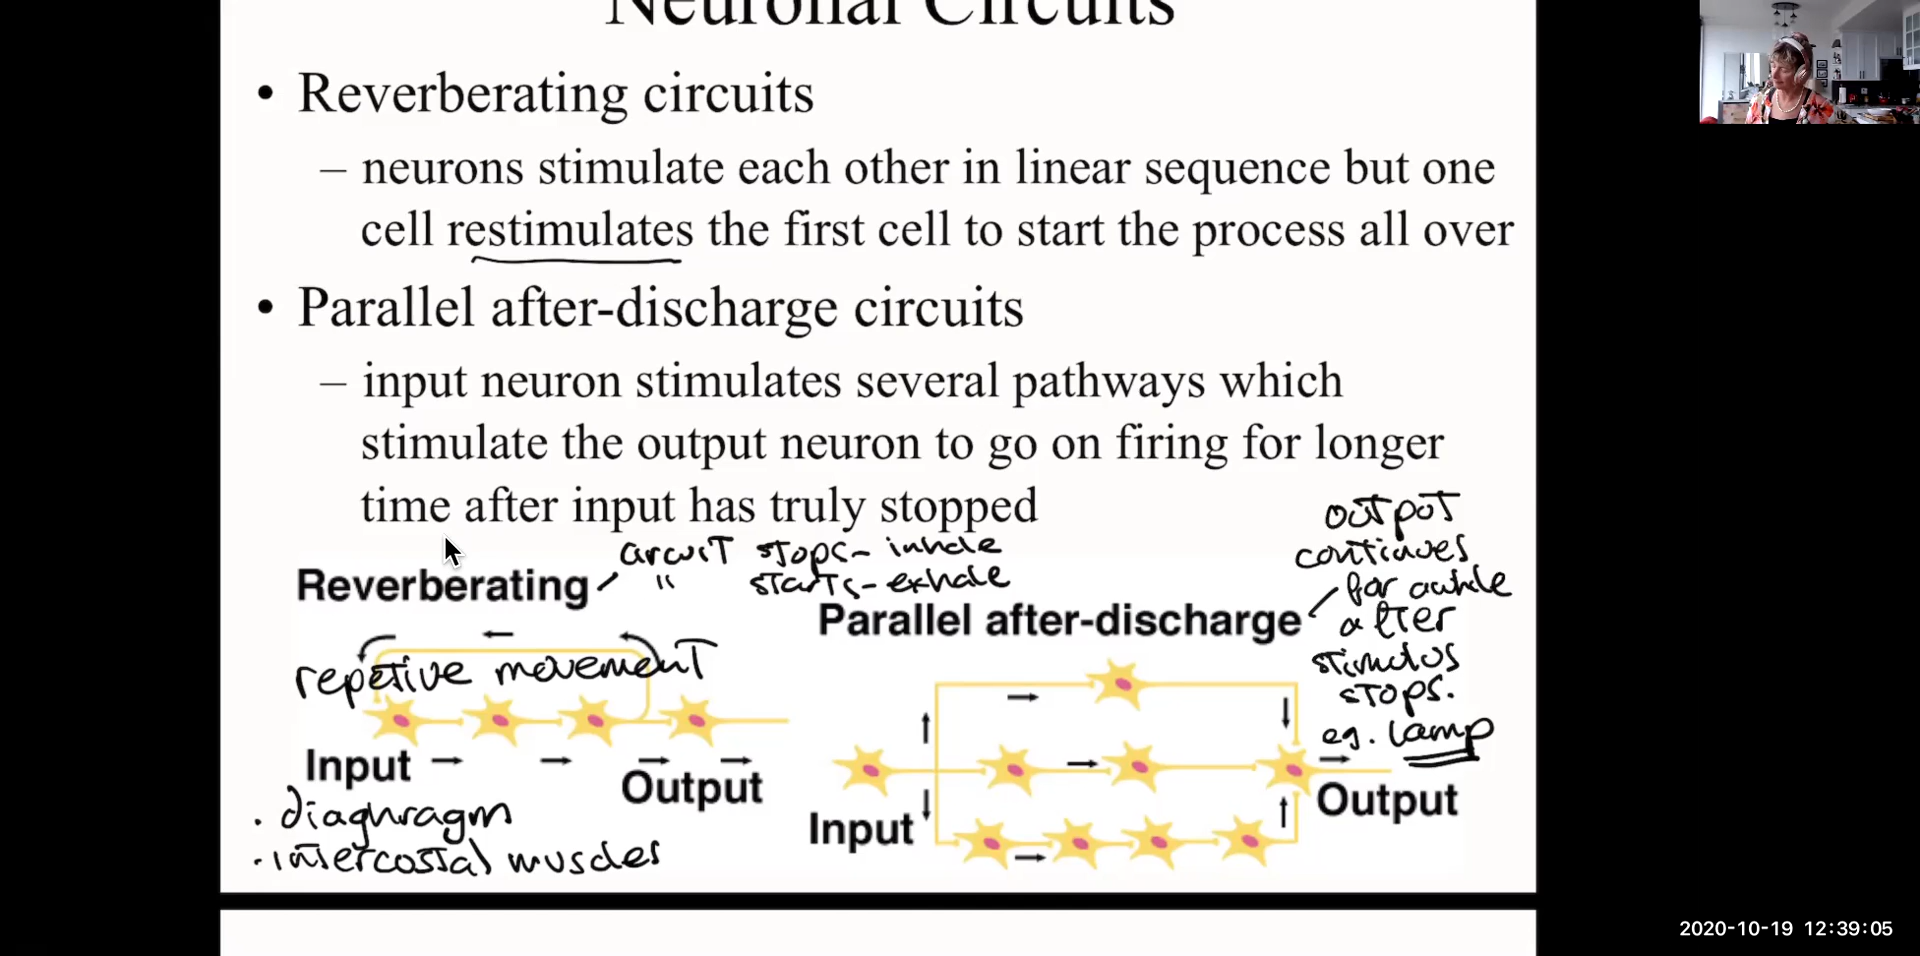 Neuronal Circuits
• Reverberating circuits
– neurons stimulate each other in linear sequence but one
cell restimulates the first cell to start the process all over
• Parallel after-discharge circuits
– input neuron stimulates several pathways which
stimulate the output neuron to go on firing for longer
time after input has truly stopped
circuit stops- inhale
" starts- exhale
Reverberating
repetive movement
Input
Output
. diaghragm
. intercostal muscles
output
continues
for awhile
after
stimulus
stops.
eg. lamp
Parallel after-discharge
Input
Output
2020-10-19 12:39:05